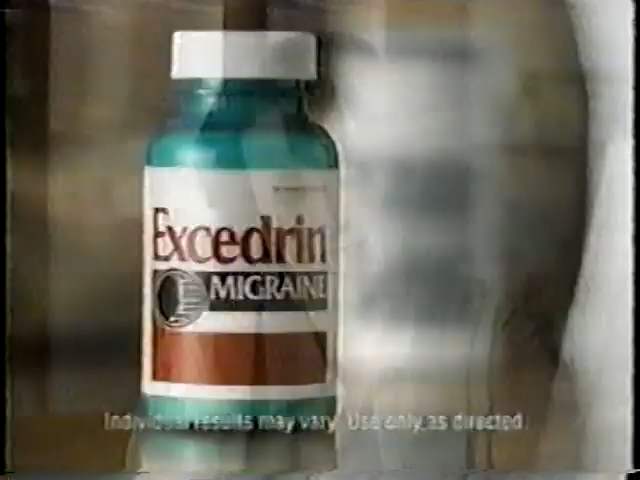 Excedrin
MIGRAINE
Individual results may vary. Use only as directed.